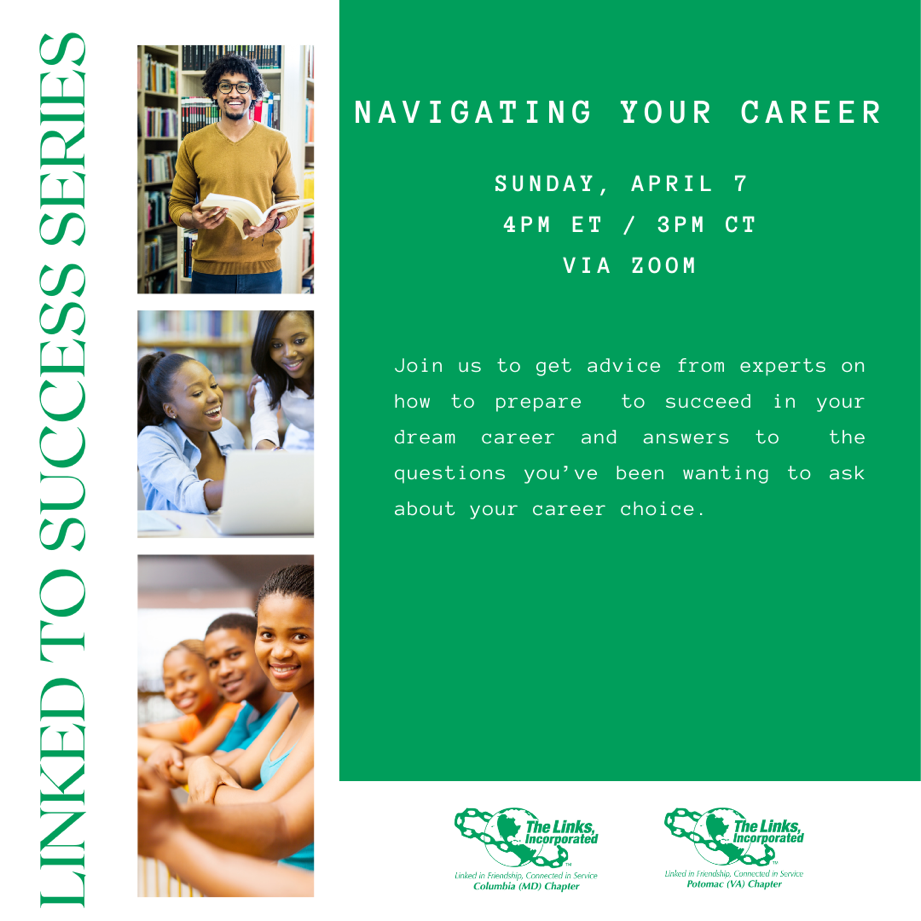 LINKED TO SUCCESS SERIES
NAVIGATING YOUR CAREER
SUNDAY, APRIL 7
4PM ET / 3PM CT
VIA ZOOM
Join us to get advice from experts on
how to prepare to succeed in your
dream career and answers to the
questions you've been wanting to ask
about your career choice.
The Links,
Incorporated
TM
Linked in Friendship, Connected in Service
Columbia (MD) Chapter
The Links,
Incorporated
TM
Linked in Friendship, Connected in Service
Potomac (VA) Chapter